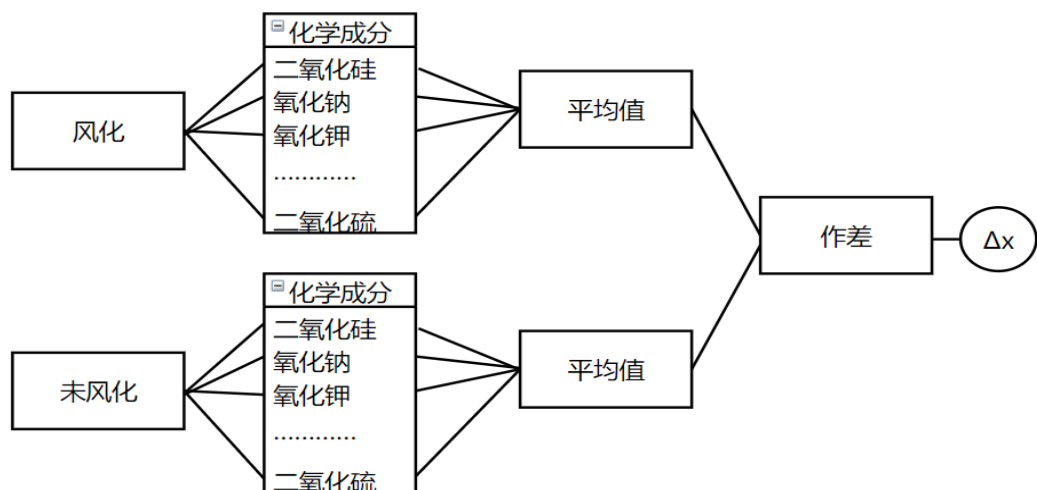 化学成分
二氧化硅
氧化钠
氧化钾
............
二氧化硫
风化
平均值
作差
Δx
化学成分
二氧化硅
氧化钠
氧化钾
............
二氧化硫
未风化
平均值